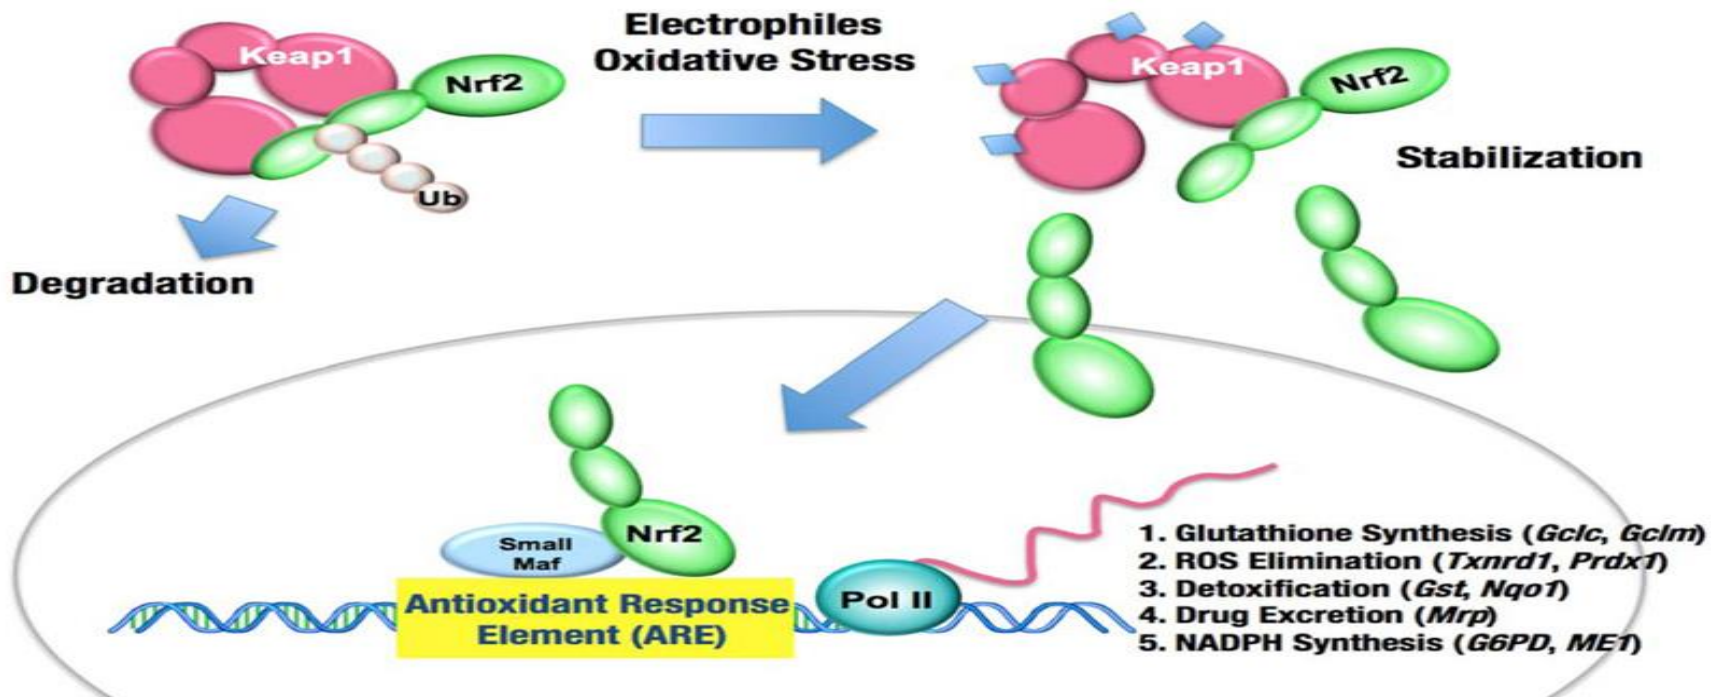 Keap1
Nrf2
Ub
Degradation
Electrophiles
Oxidative Stress
Keap1
Nrf2
Stabilization
Nrf2
Small
Maf
Antioxidant Response
Element (ARE)
Pol II
1. Glutathione Synthesis (Gclc, Gclm)
2. ROS Elimination (Txnrd1, Prdx1)
3. Detoxification (Gst, Nqo1)
4. Drug Excretion (Mrp)
5. NADPH Synthesis (G6PD, ME1)